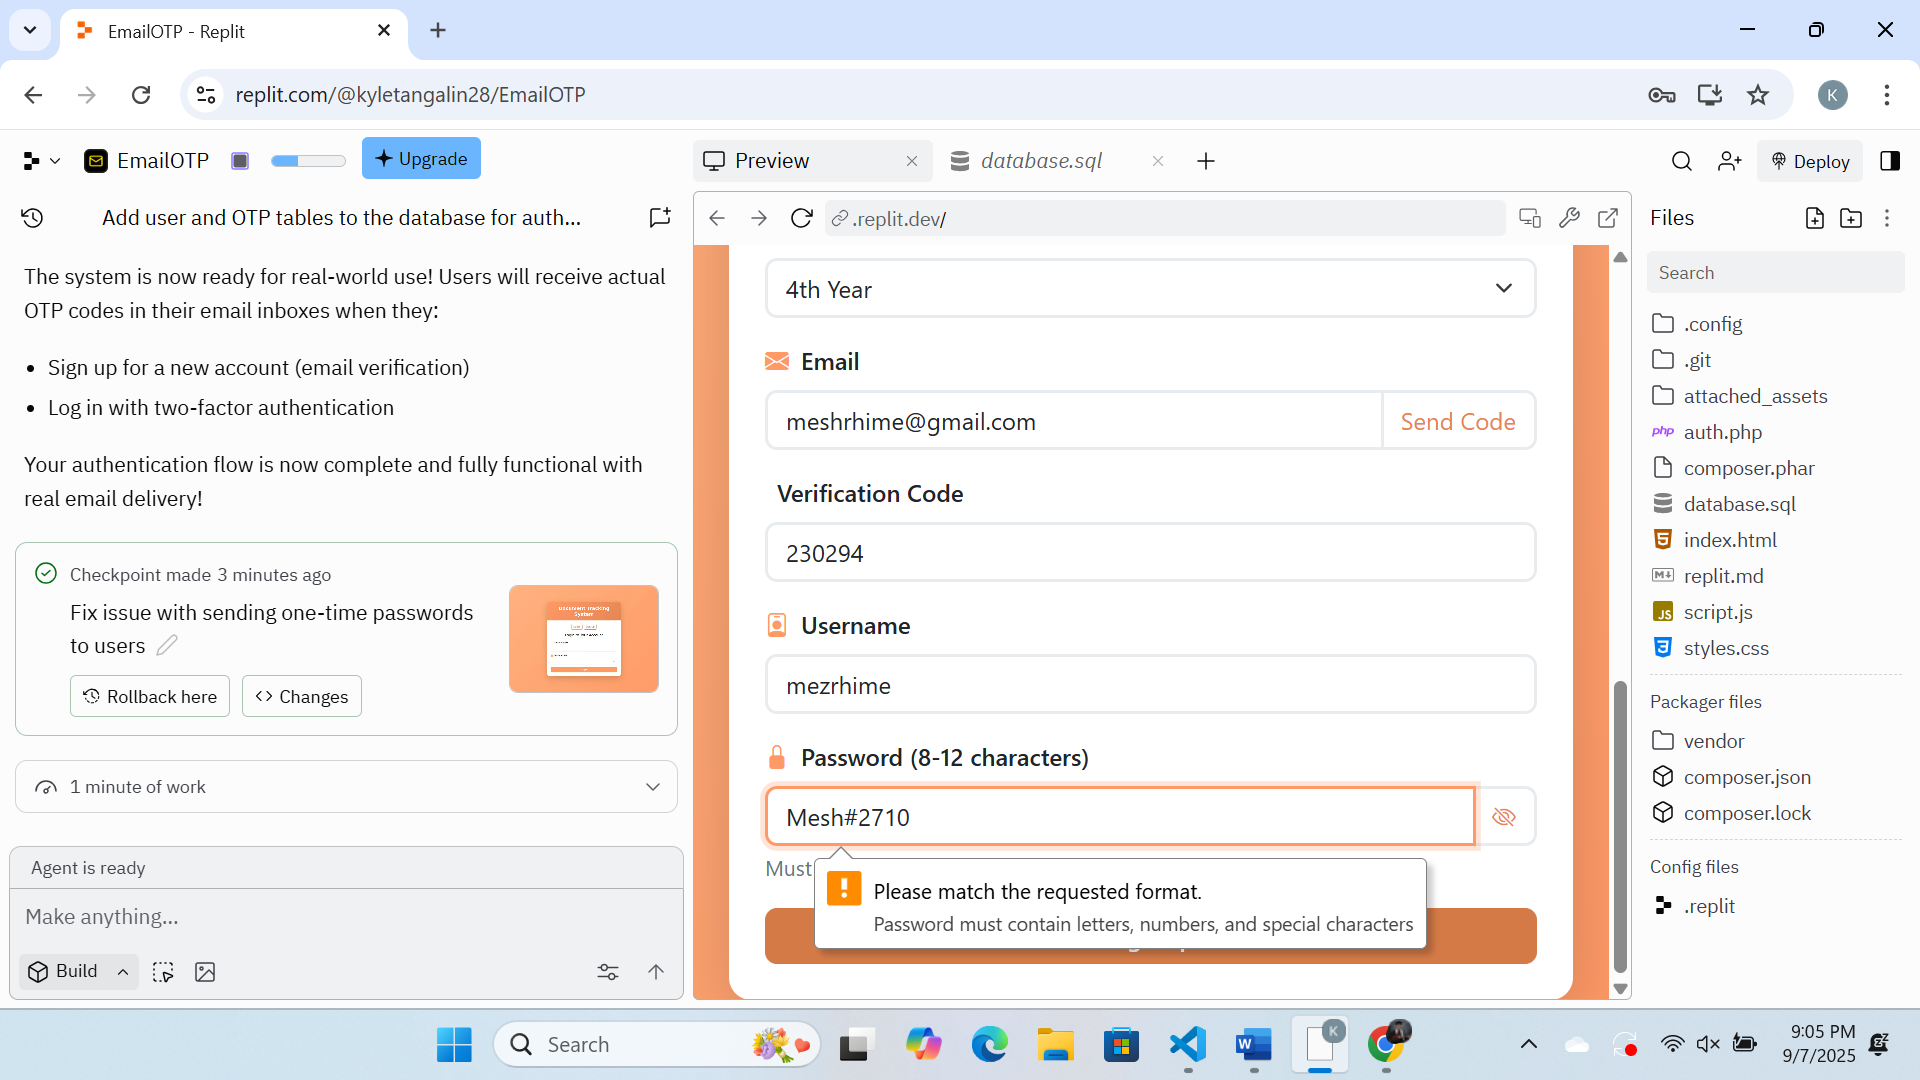 EmailOTP - Replit
replit.com/@kyletangalin28/EmailOTP
K
EmailOTP
Upgrade
Preview
database.sql
Deploy
Add user and OTP tables to the database for auth...
The system is now ready for real-world use! Users will receive actual
OTP codes in their email inboxes when they:
• Sign up for a new account (email verification)
• Log in with two-factor authentication
Your authentication flow is now complete and fully functional with
real email delivery!
Checkpoint made 3 minutes ago
Fix issue with sending one-time passwords
to users
Document Tracking
System
Rollback here
Changes
1 minute of work
Agent is ready
Make anything...
Build
.replit.dev/
4th Year
Email
meshrhime@gmail.com
Send Code
Verification Code
230294
Username
mezrhime
Password (8-12 characters)
Mesh#2710
Must
Please match the requested format.
Password must contain letters, numbers, and special characters
Files
Search
.config
.git
attached_assets
php auth.php
composer.phar
database.sql
index.html
replit.md
JS script.js
styles.css
Packager files
vendor
composer.json
composer.lock
Config files
.replit
Search
K
9:05 PM
9/7/2025